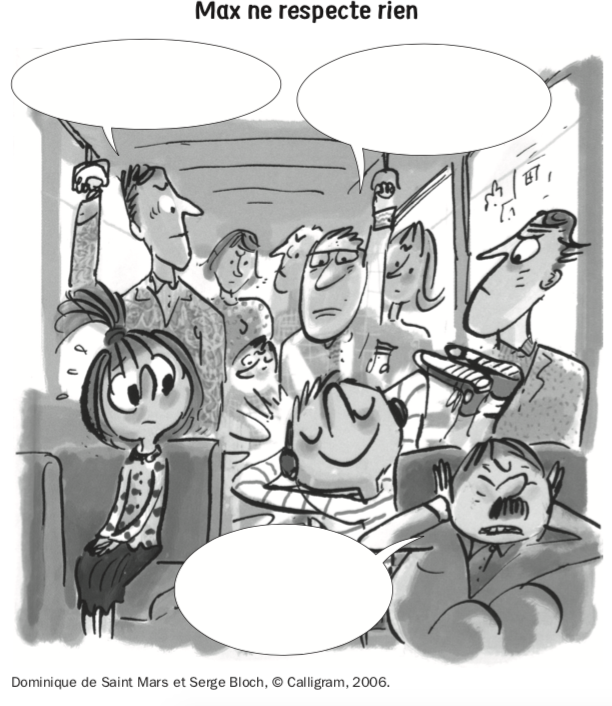 Max ne respecte rien
Dominique de Saint Mars et Serge Bloch, © Calligram, 2006.